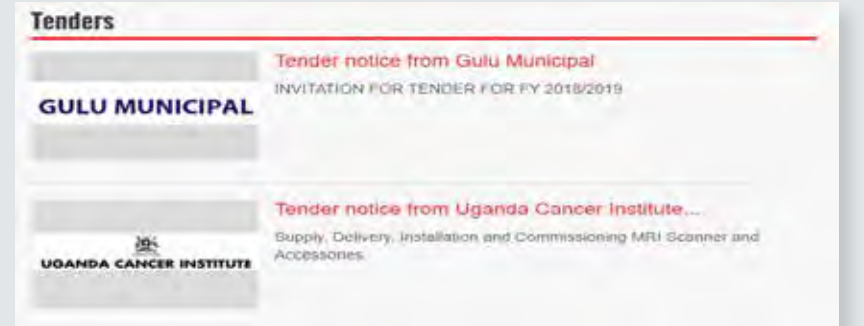 Tenders
GULU MUNICIPAL
Tender notice from Gulu Municipal
INVITATION FOR TENDER FOR FY 2018/2019
UGANDA CANCER INSTITUTE
Tender notice from Uganda Cancer Institute...
Supply, Delivery, Installation and Commissioning MRI Scanner and
Accessories